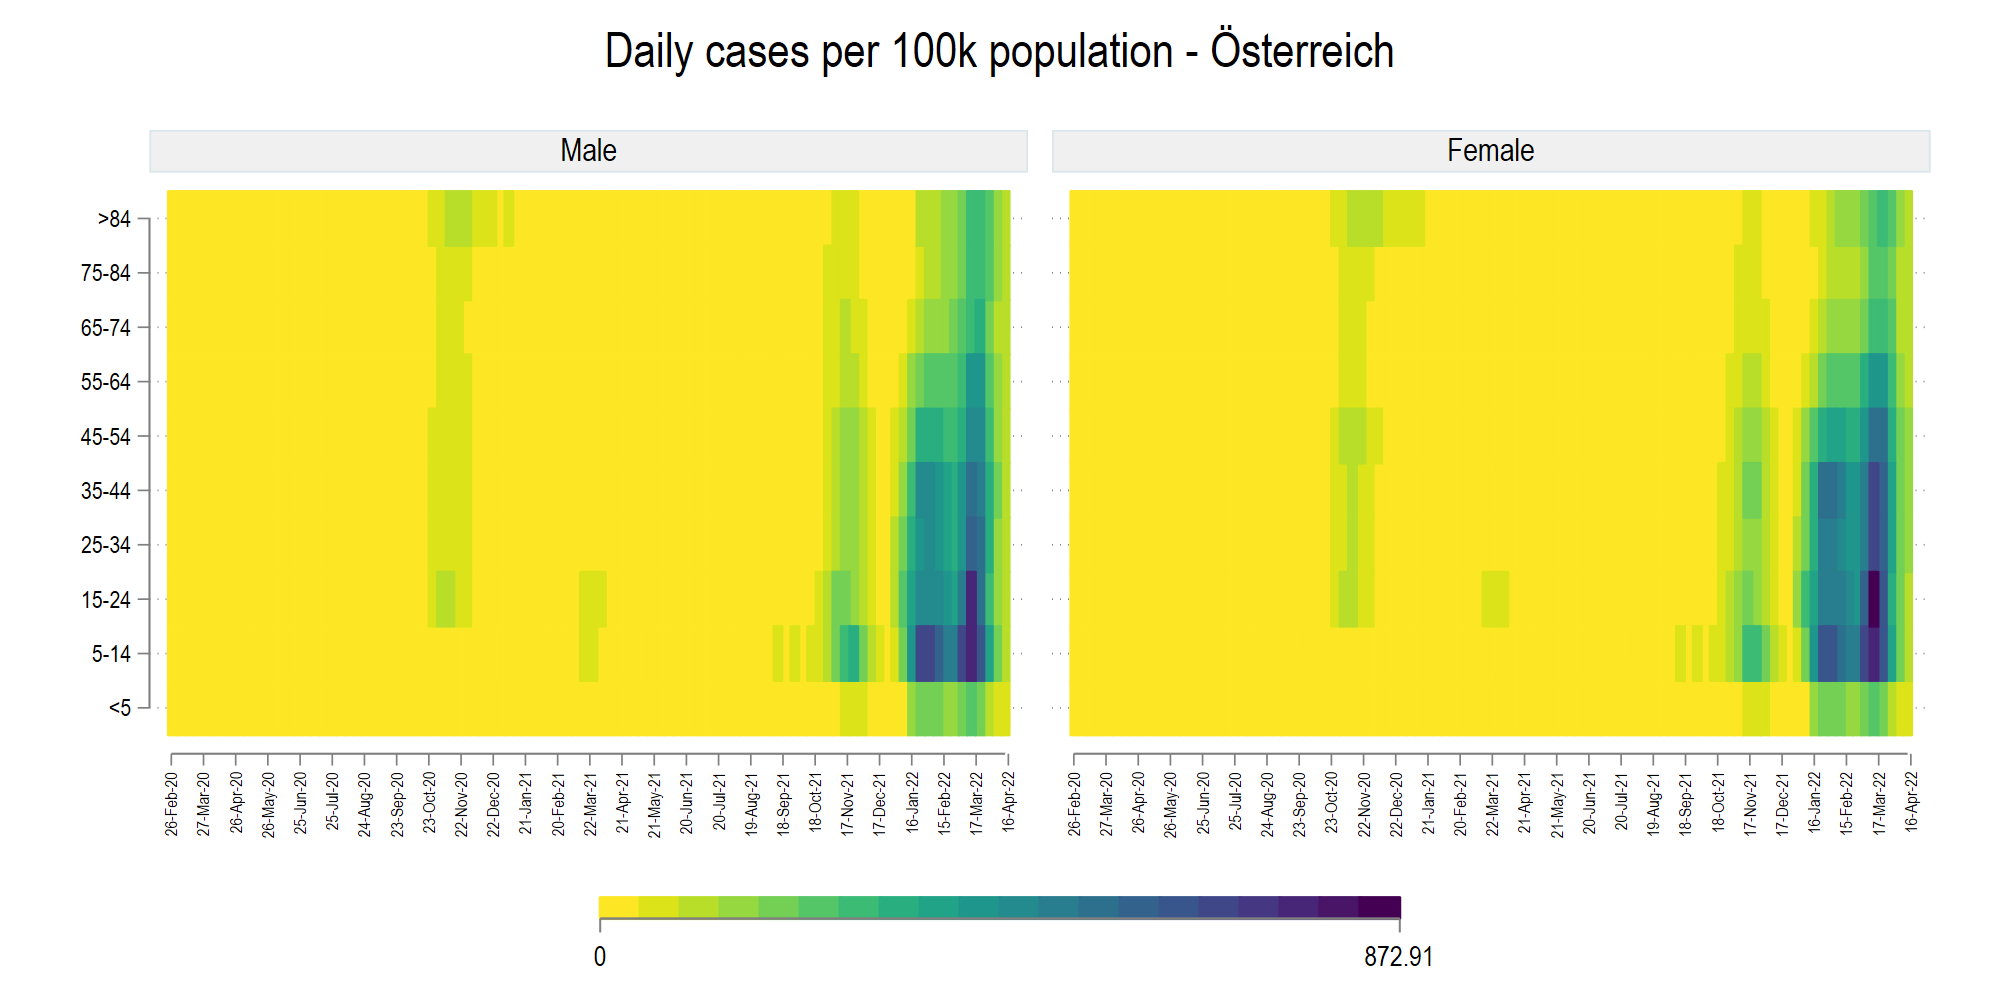 Daily cases per 100k population - Österreich
Male
Female
>84
75-84
65-74
55-64
45-54
35-44
25-34
15-24
5-14
<5
26-Feb-20
27-Mar-20
26-Apr-20
26-May-20
25-Jun-20
25-Jul-20
24-Aug-20
23-Sep-20
23-Oct-20
22-Nov-20
22-Dec-20
21-Jan-21
20-Feb-21
22-Mar-21
21-Apr-21
21-May-21
20-Jun-21
20-Jul-21
19-Aug-21
18-Sep-21
18-Oct-21
17-Nov-21
17-Dec-21
16-Jan-22
15-Feb-22
17-Mar-22
16-Apr-22
26-Feb-20
27-Mar-20
26-Apr-20
26-May-20
25-Jun-20
25-Jul-20
24-Aug-20
23-Sep-20
23-Oct-20
22-Nov-20
22-Dec-20
21-Jan-21
20-Feb-21
22-Mar-21
21-Apr-21
21-May-21
20-Jun-21
20-Jul-21
19-Aug-21
18-Sep-21
18-Oct-21
17-Nov-21
17-Dec-21
16-Jan-22
15-Feb-22
17-Mar-22
16-Apr-22
0
872.91